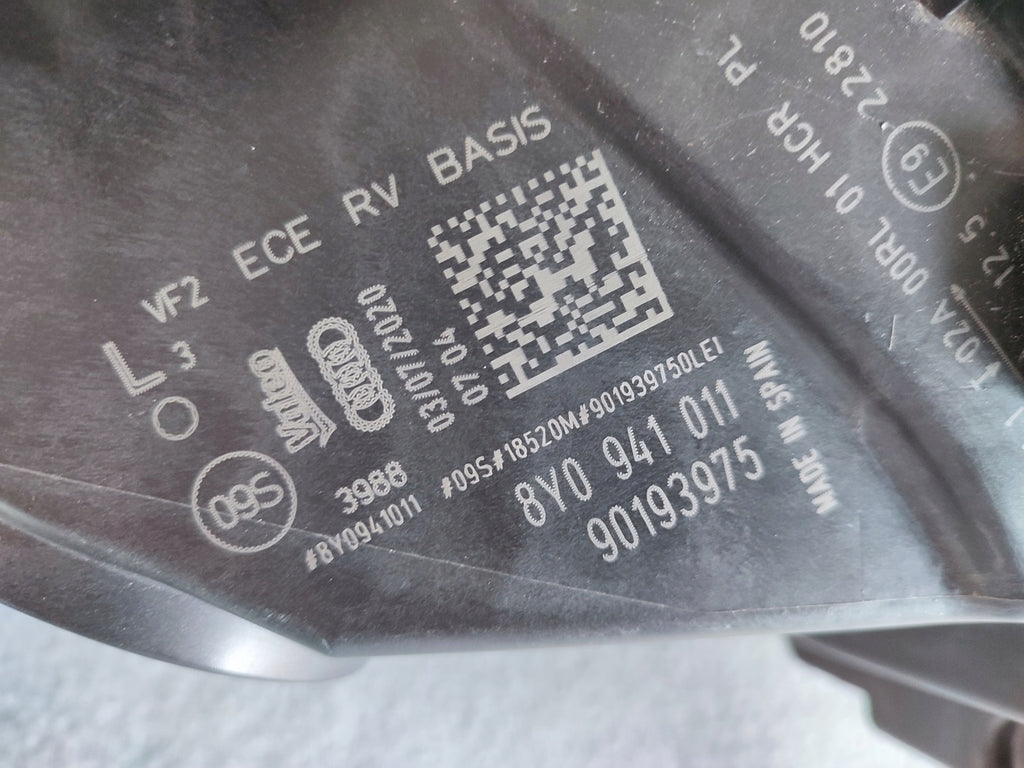 VF2 ECE RV BASIS
L
3
Valeo
03/07/2020
07 04
09S
3988
#8Y0941011
#09S#18520M#901939750LEI
8Y0 941 011
90193975
MADE IN SPAIN
02A 00RL 01 HCR PL
12.5 E9 22810